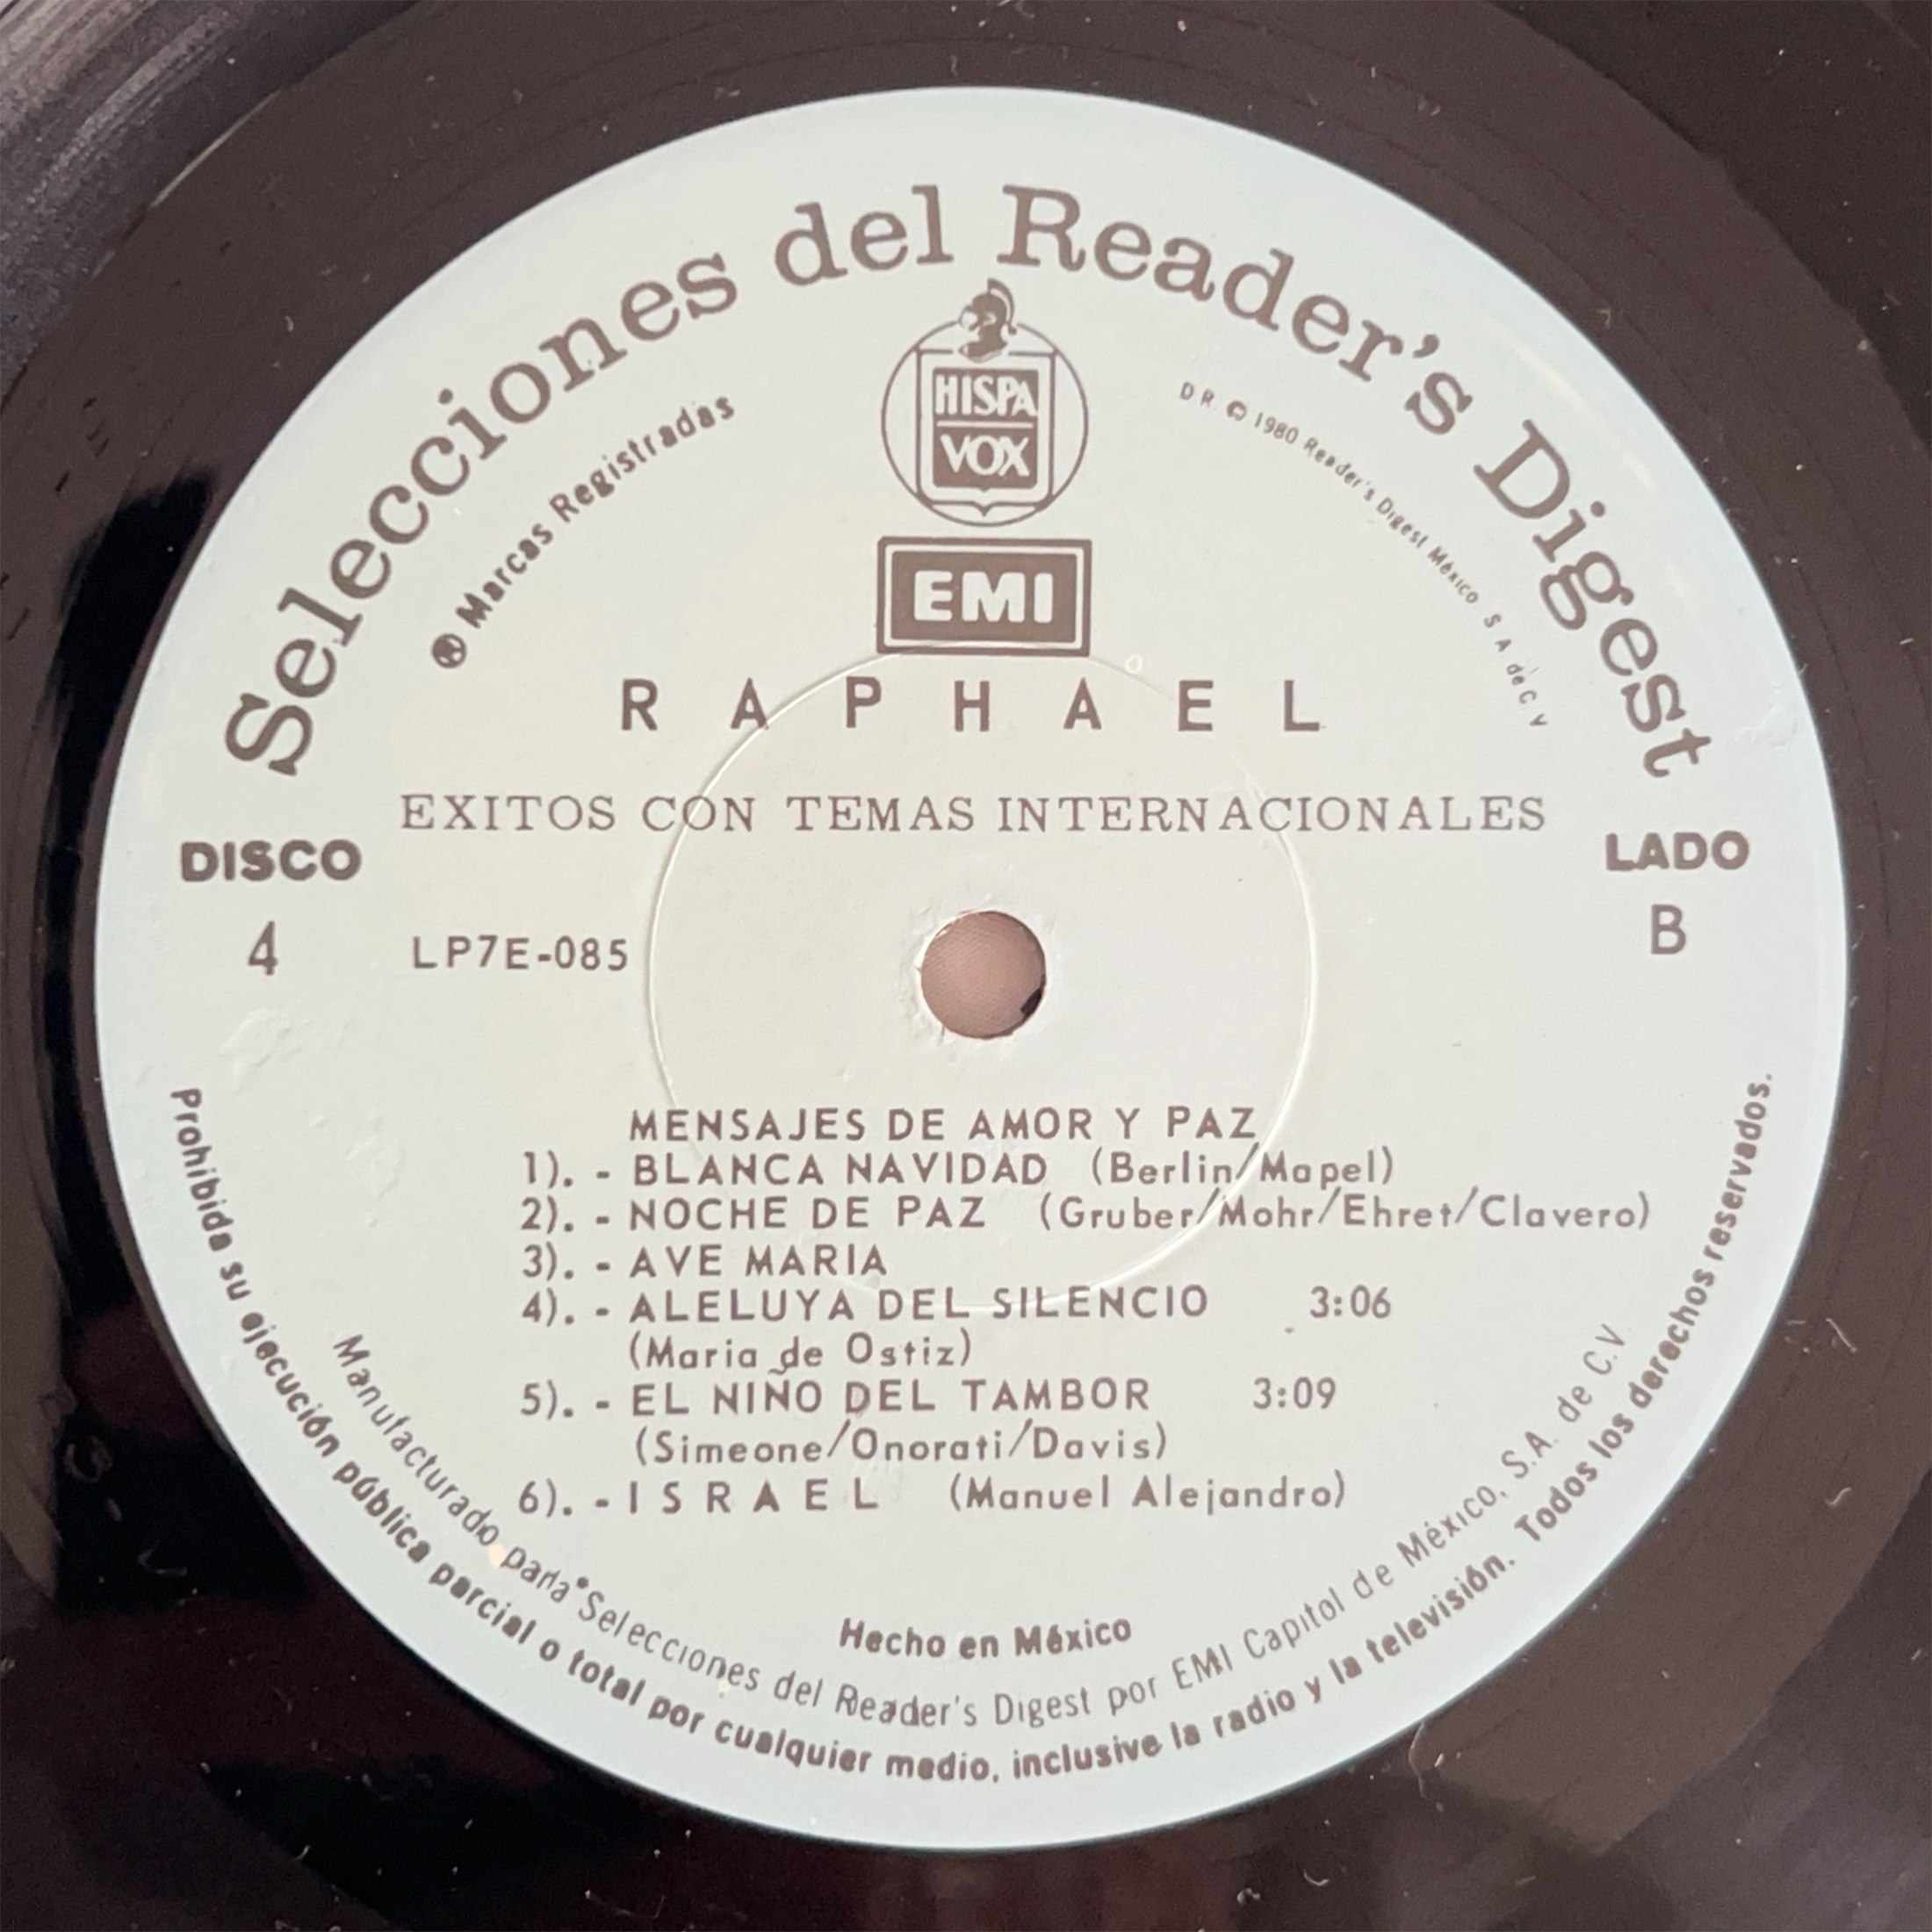 Selecciones del Reader's Digest
Marcas Registradas
HISPA
VOX
D.R. © 1980 Reader's Digest México S A de C.V
EMI
RAPHAEL
EXITOS CON TEMAS INTERNACIONALES
DISCO
4
LP7E-085
LADO
B
MENSAJES DE AMOR Y PAZ
1). - BLANCA NAVIDAD (Berlin/Mapel)
2). - NOCHE DE PAZ (Gruber/Mohr/Ehret/Clavero)
3). - AVE MARIA
4). - ALELUYA DEL SILENCIO 3:06
(Maria de Ostiz)
5). - EL NIÑO DEL TAMBOR 3:09
(Simeone/Onorati/Davis)
6). - ISRAEL (Manuel Alejandro)
Hecho en México
Manufacturado para Selecciones del Reader's Digest por EMI Capitol de México, S.A. de C.V.
Prohibida su ejecución pública parcial o total por cualquier medio, inclusive la radio y la televisión. Todos los derechos reservados.